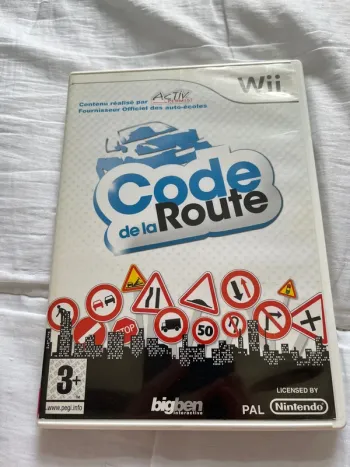 Wii
Contenu réalisé par ACTIV
Fournisseur Officiel des auto-écoles
Code
de la Route
STOP
50
3+
www.pegi.info
bigben
interactive
PAL
LICENSED BY
Nintendo